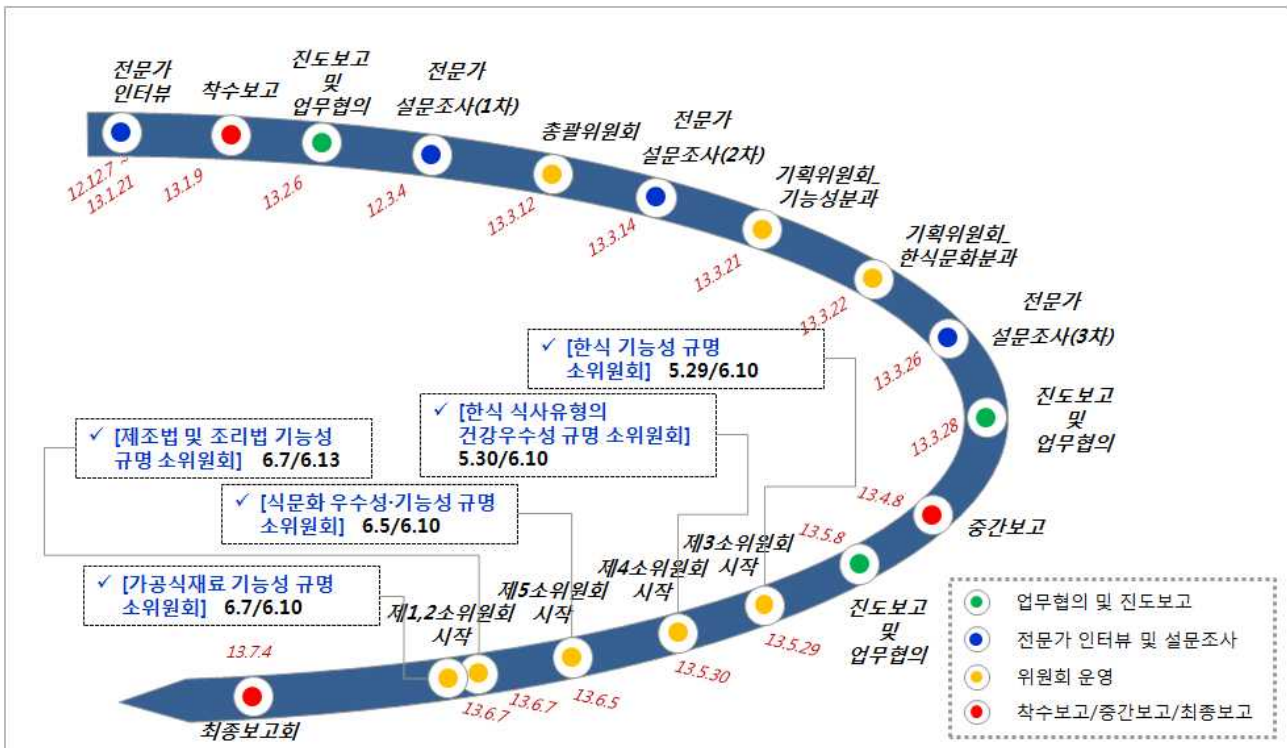 전문가
인터뷰
12.12.7 ~
13.1.21
착수보고
13.1.9
진도보고
및
업무협의
13.2.6
전문가
설문조사(1차)
12.3.4
총괄위원회
13.3.12
전문가
설문조사(2차)
13.3.14
기획위원회_
기능성분과
13.3.21
기획위원회_
한식문화분과
13.3.22
전문가
설문조사(3차)
13.3.26
진도보고
및
업무협의
13.3.28
13.4.8
중간보고
13.5.8
진도보고
및
업무협의
✓ [한식 기능성 규명
소위원회] 5.29/6.10
제3소위원회
시작
13.5.29
✓ [한식 식사유형의
건강우수성 규명 소위원회]
5.30/6.10
제4소위원회
시작
13.5.30
✓ [식문화 우수성·기능성 규명
소위원회] 6.5/6.10
제5소위원회
시작
13.6.5
✓ [제조법 및 조리법 기능성
규명 소위원회] 6.7/6.13
✓ [가공식재료 기능성 규명
소위원회] 6.7/6.10
제1,2소위원회
시작
13.6.7
13.6.7
13.7.4
최종보고회
업무협의 및 진도보고
전문가 인터뷰 및 설문조사
위원회 운영
착수보고/중간보고/최종보고